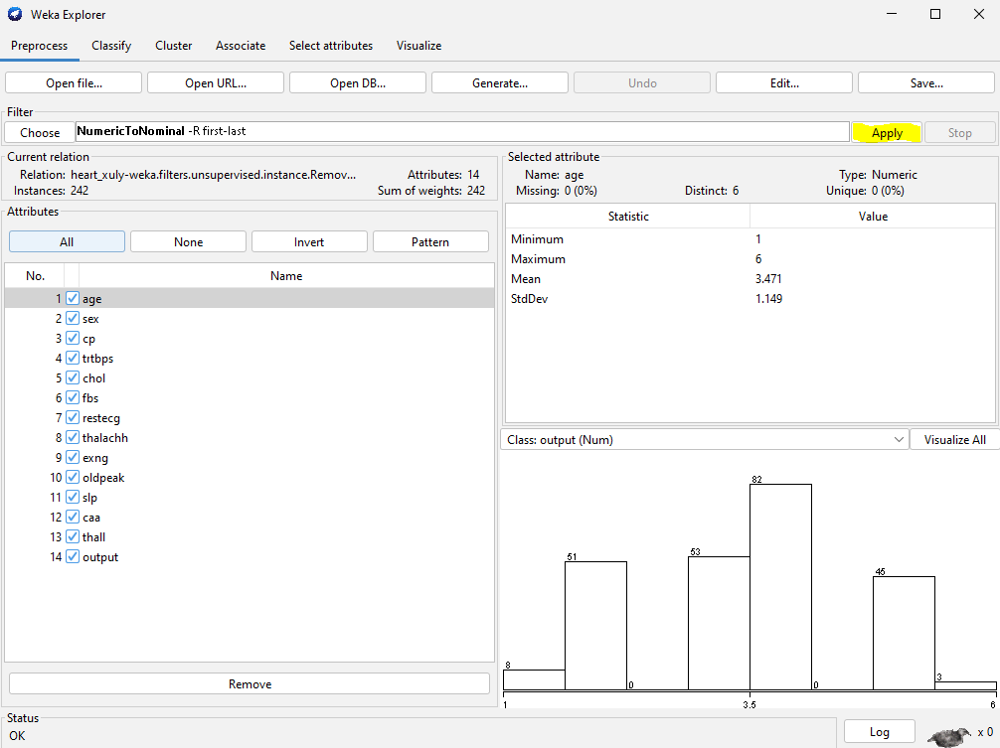 Weka Explorer
Preprocess Classify Cluster Associate Select attributes Visualize
Open file... Open URL... Open DB... Generate... Undo Edit... Save...
Filter
Choose NumericToNominal -R first-last Apply Stop
Current relation
Relation: heart_xuly-weka.filters.unsupervised.instance.Remov... Attributes: 14
Instances: 242 Sum of weights: 242
Attributes
All None Invert Pattern
No. Name
1 age
2 sex
3 cp
4 trtbps
5 chol
6 fbs
7 restecg
8 thalachh
9 exng
10 oldpeak
11 slp
12 caa
13 thall
14 output
Remove
Selected attribute
Name: age Type: Numeric
Missing: 0 (0%) Distinct: 6 Unique: 0 (0%)
Statistic Value
Minimum 1
Maximum 6
Mean 3.471
StdDev 1.149
Class: output (Num) Visualize All
8 51 0 53 82 0 45 3
1 3.5 6
Status
OK Log x 0